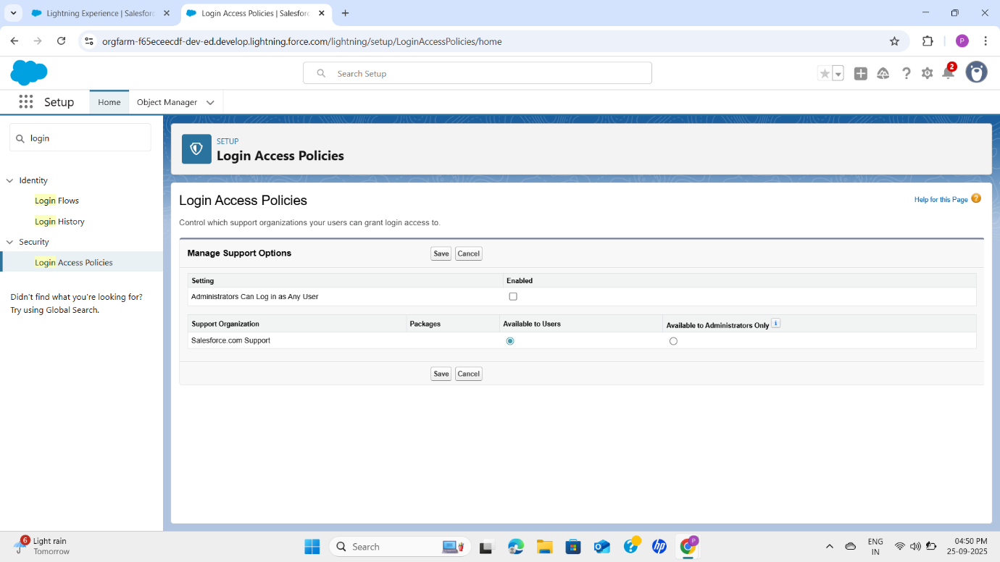 Lightning Experience | Salesforc
Login Access Policies | Salesforc
orgfarm-f65eceecdf-dev-ed.develop.lightning.force.com/lightning/setup/LoginAccessPolicies/home
P
Search Setup
2
Setup
Home
Object Manager
login
Identity
Login Flows
Login History
Security
Login Access Policies
Didn't find what you're looking for?
Try using Global Search.
SETUP
Login Access Policies
Login Access Policies
Help for this Page ?
Control which support organizations your users can grant login access to.
Manage Support Options
Save
Cancel
Setting
Enabled
Administrators Can Log in as Any User
Support Organization
Packages
Available to Users
Available to Administrators Only i
Salesforce.com Support
Save
Cancel
6
Light rain
Tomorrow
Search
hp
P
ENG
IN
04:50 PM
25-09-2025